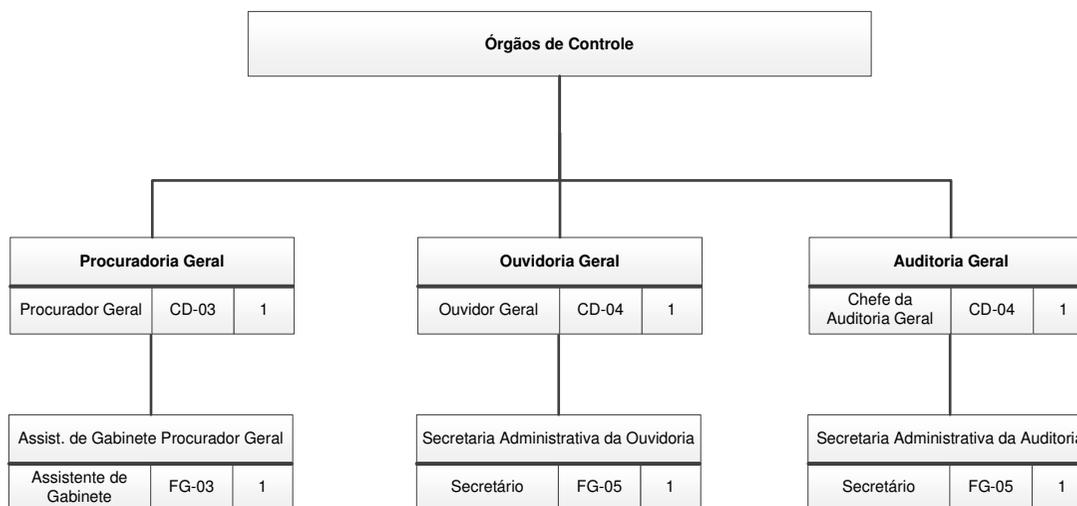 Órgãos de Controle
Procuradoria Geral
Procurador Geral CD-03 1
Ouvidoria Geral
Ouvidor Geral CD-04 1
Auditoria Geral
Chefe da
Auditoria Geral CD-04 1
Assist. de Gabinete Procurador Geral
Assistente de
Gabinete FG-03 1
Secretaria Administrativa da Ouvidoria
Secretário FG-05 1
Secretaria Administrativa da Auditoria
Secretário FG-05 1